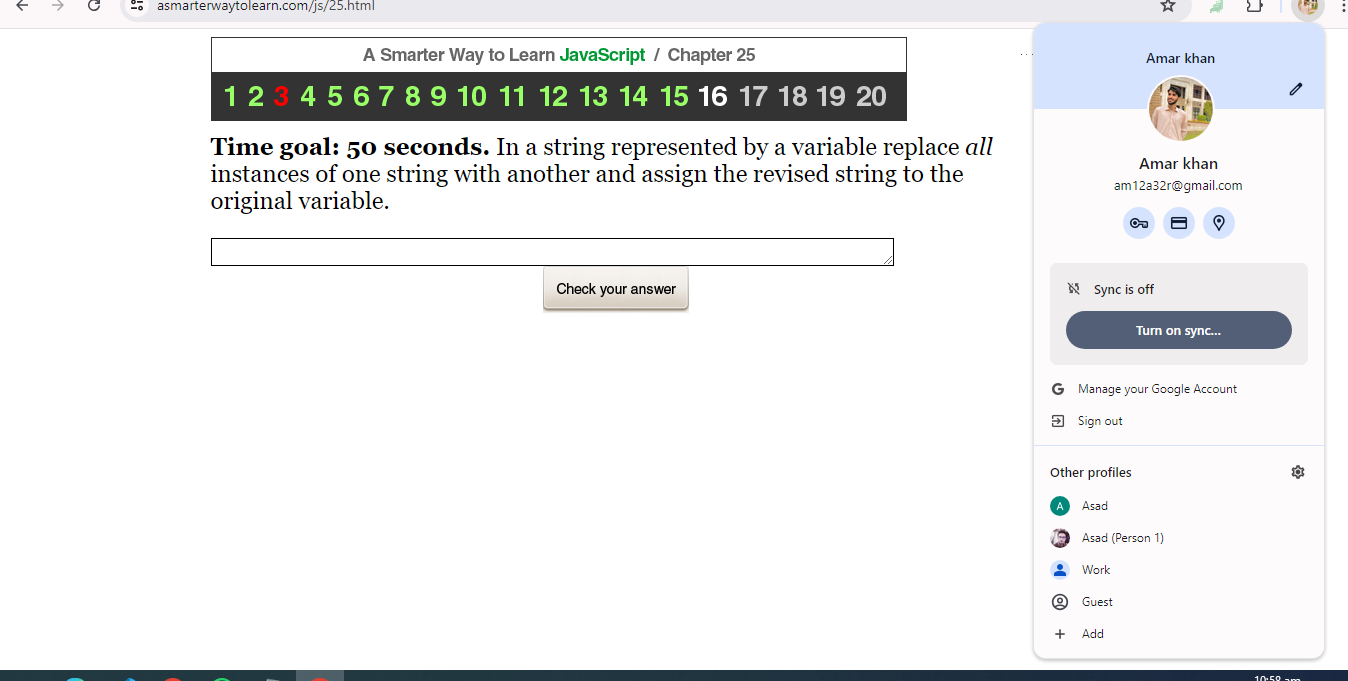 asmarterwaytolearn.com/js/25.html
A Smarter Way to Learn JavaScript / Chapter 25
1 2 3 4 5 6 7 8 9 10 11 12 13 14 15 16 17 18 19 20
Time goal: 50 seconds. In a string represented by a variable replace all
instances of one string with another and assign the revised string to the
original variable.
Check your answer
Amar khan
Amar khan
am12a32r@gmail.com
Sync is off
Turn on sync...
Manage your Google Account
Sign out
Other profiles
A Asad
Asad (Person 1)
Work
Guest
Add
10:58 am